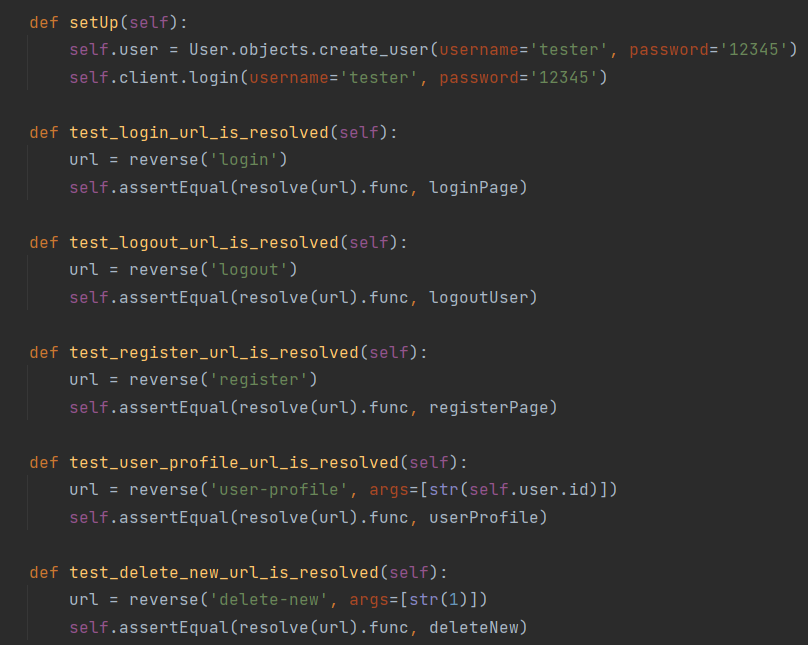 def setUp(self):
    self.user = User.objects.create_user(username='tester', password='12345')
    self.client.login(username='tester', password='12345')
def test_login_url_is_resolved(self):
    url = reverse('login')
    self.assertEqual(resolve(url).func, loginPage)
def test_logout_url_is_resolved(self):
    url = reverse('logout')
    self.assertEqual(resolve(url).func, logoutUser)
def test_register_url_is_resolved(self):
    url = reverse('register')
    self.assertEqual(resolve(url).func, registerPage)
def test_user_profile_url_is_resolved(self):
    url = reverse('user-profile', args=[str(self.user.id)])
    self.assertEqual(resolve(url).func, userProfile)
def test_delete_new_url_is_resolved(self):
    url = reverse('delete-new', args=[str(1)])
    self.assertEqual(resolve(url).func, deleteNew)